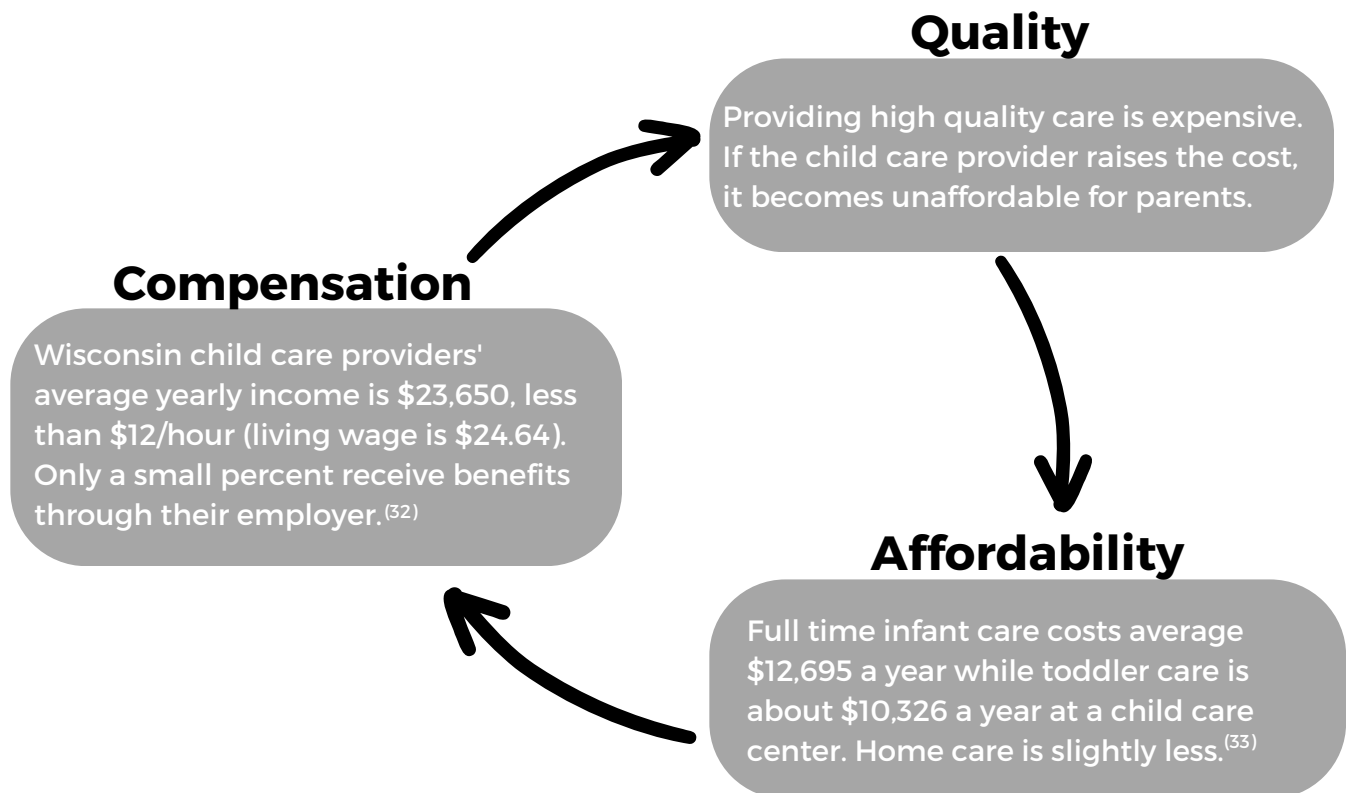 Quality
Providing high quality care is expensive.
If the child care provider raises the cost,
it becomes unaffordable for parents.
Compensation
Wisconsin child care providers'
average yearly income is $23,650, less
than $12/hour (living wage is $24.64).
Only a small percent receive benefits
through their employer.(32)
Affordability
Full time infant care costs average
$12,695 a year while toddler care is
about $10,326 a year at a child care
center. Home care is slightly less.(33)